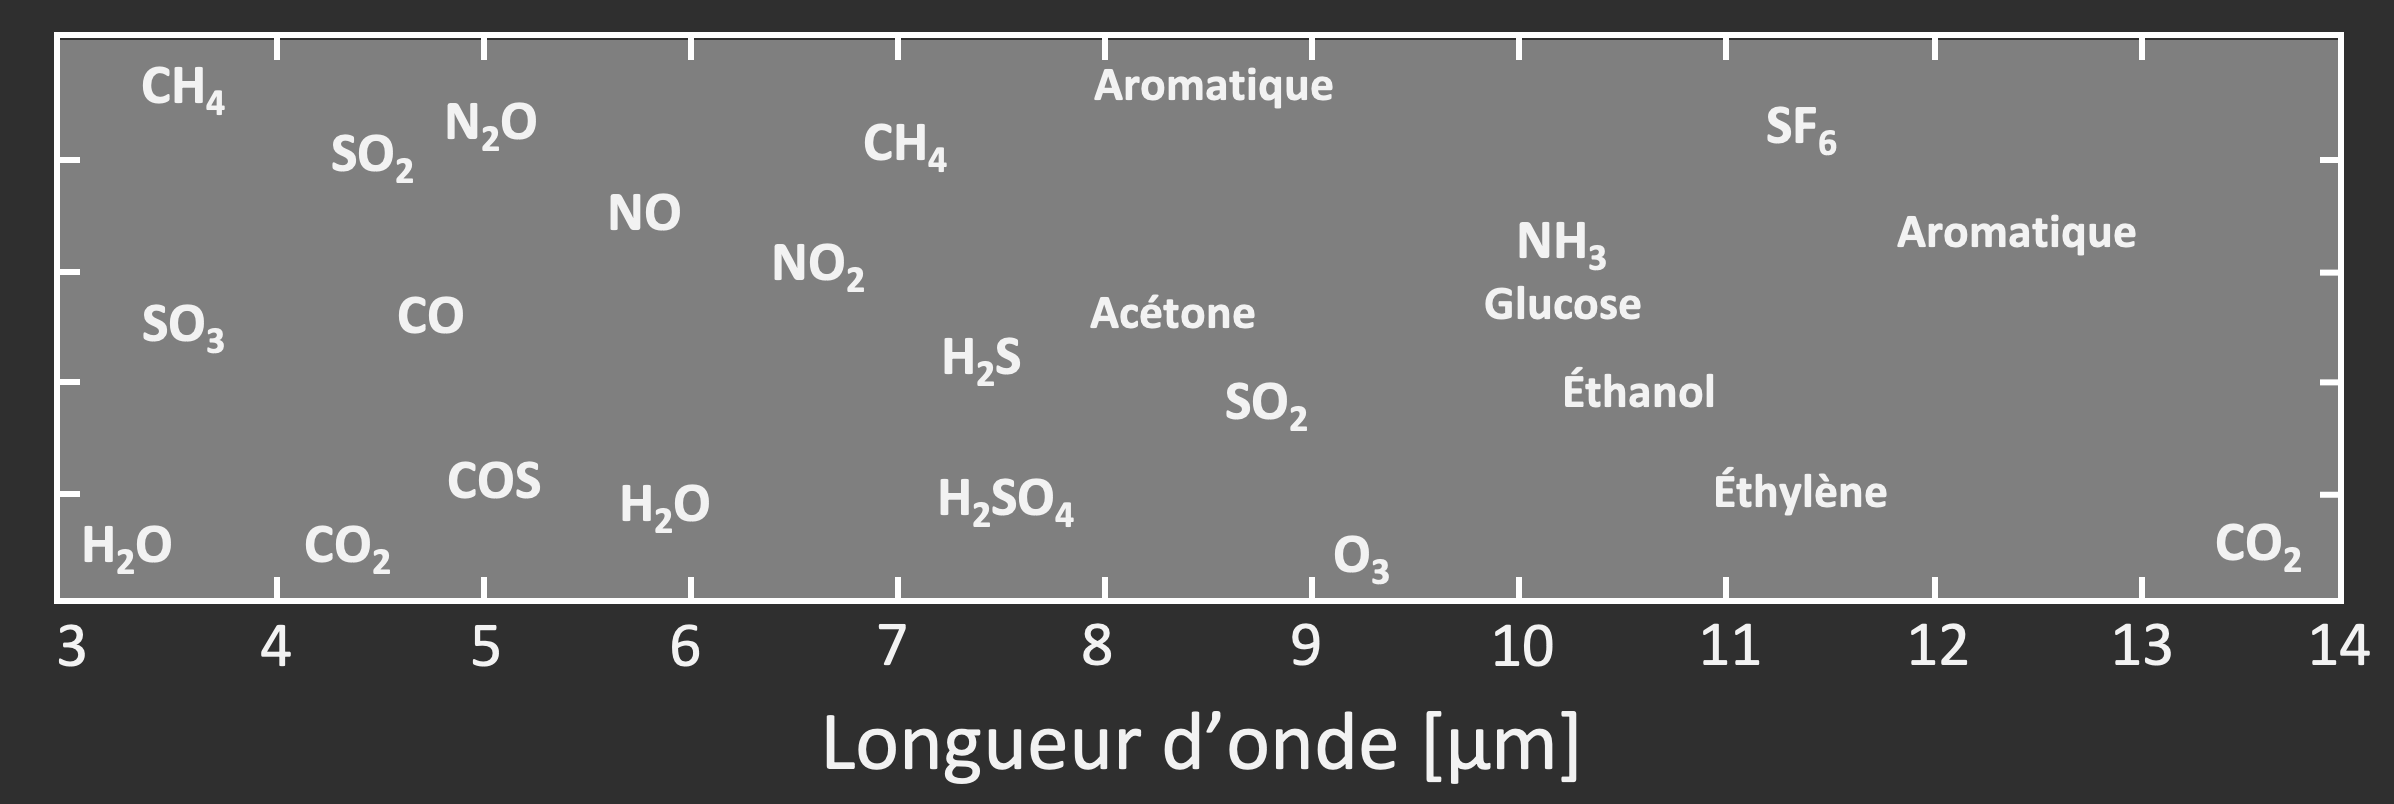 CH₄
Aromatique
N₂O
SF₆
CH₄
SO₂
NO
Aromatique
NH₃
NO₂
Glucose
Acétone
CO
SO₃
H₂S
Éthanol
SO₂
COS
Éthylène
H₂SO₄
H₂O
H₂O
CO₂
CO₂
O₃
3 4 5 6 7 8 9 10 11 12 13 14
Longueur d’onde [µm]